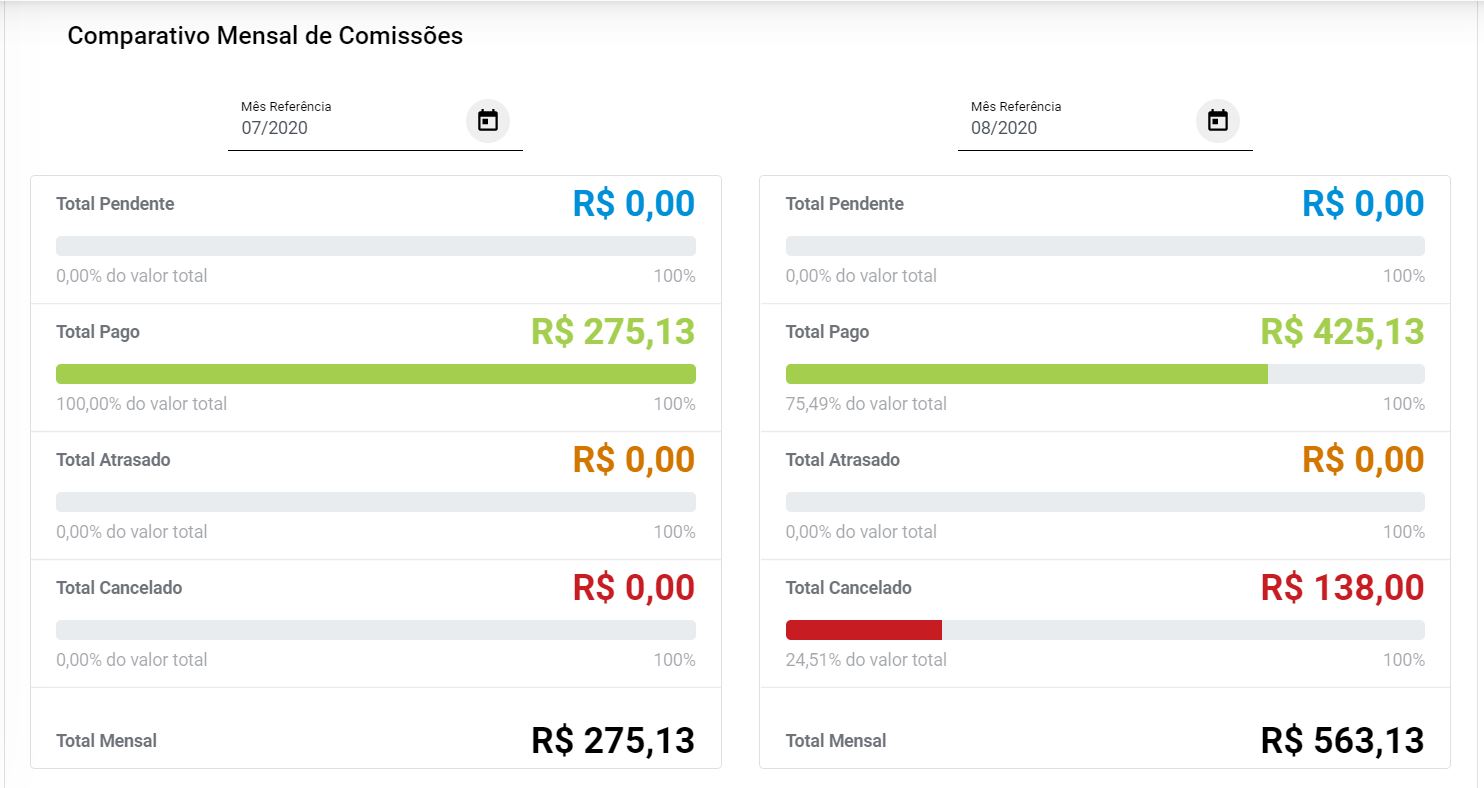 Comparativo Mensal de Comissões
Mês Referência
07/2020
Total Pendente R$ 0,00
0,00% do valor total 100%
Total Pago R$ 275,13
100,00% do valor total 100%
Total Atrasado R$ 0,00
0,00% do valor total 100%
Total Cancelado R$ 0,00
0,00% do valor total 100%
Total Mensal R$ 275,13
Mês Referência
08/2020
Total Pendente R$ 0,00
0,00% do valor total 100%
Total Pago R$ 425,13
75,49% do valor total 100%
Total Atrasado R$ 0,00
0,00% do valor total 100%
Total Cancelado R$ 138,00
24,51% do valor total 100%
Total Mensal R$ 563,13